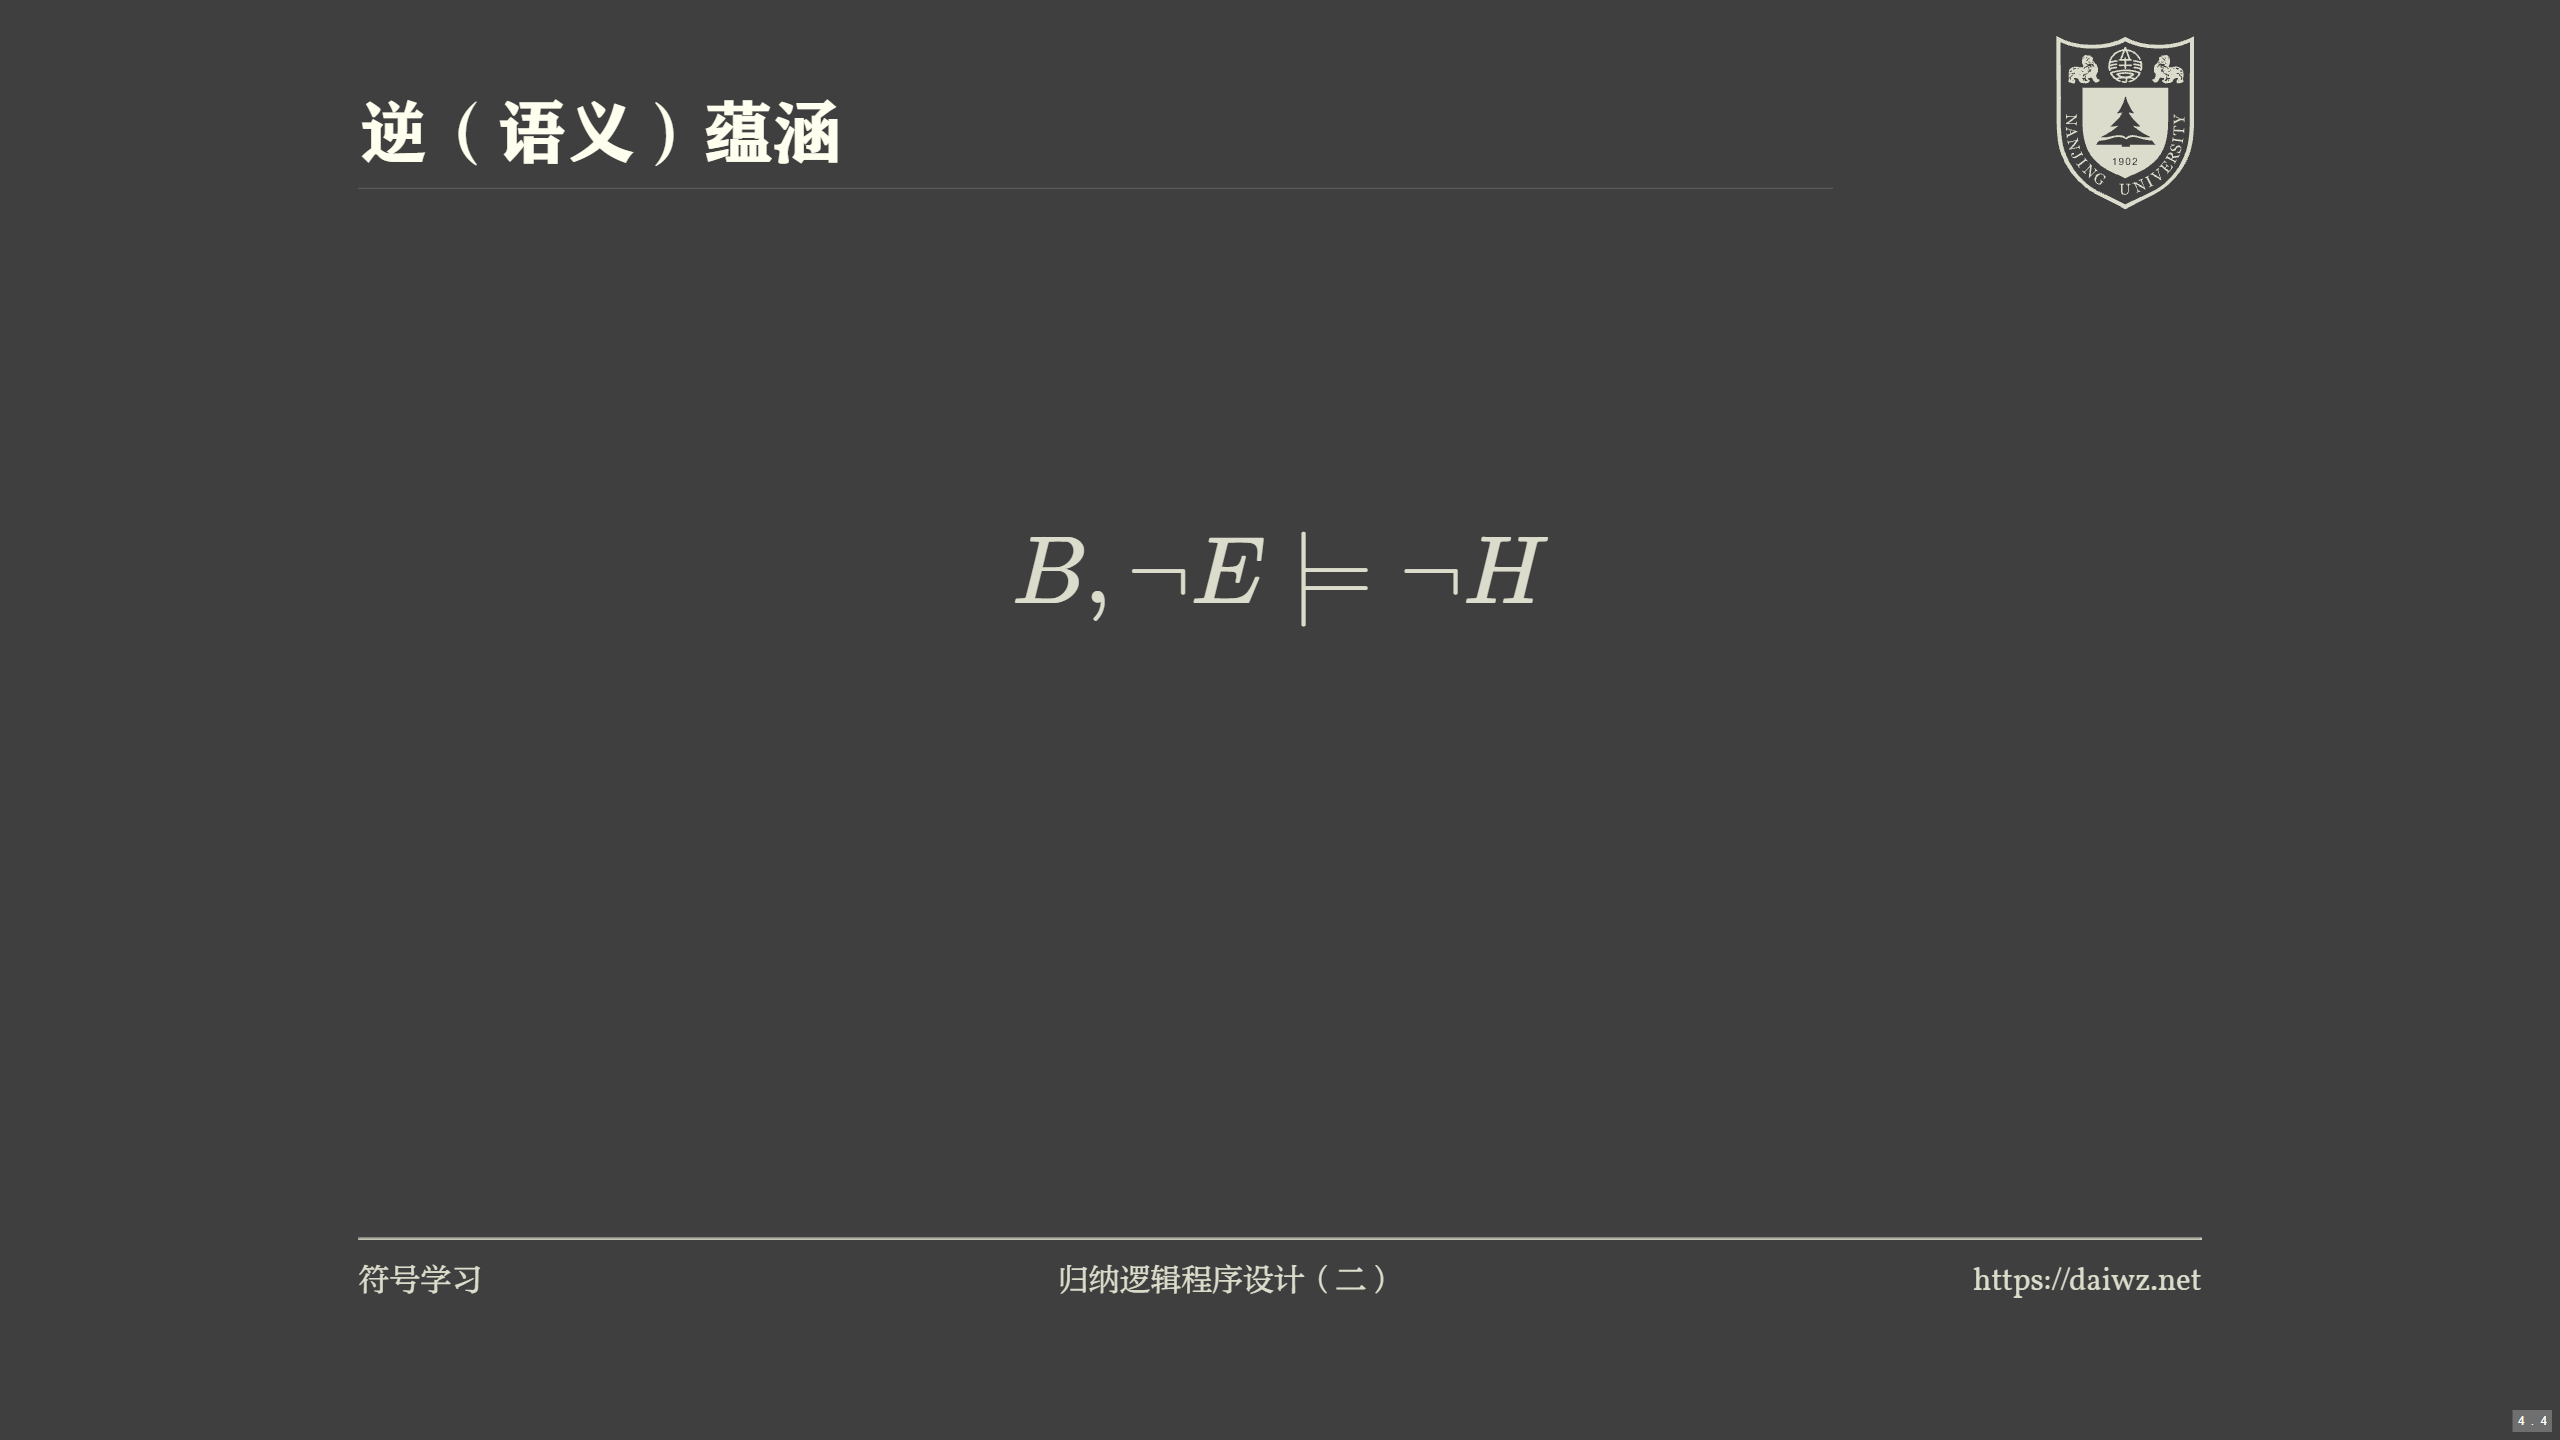 逆（语义）蕴涵
1902
NANJING UNIVERSITY
B, ¬E ⊨ ¬H
符号学习
归纳逻辑程序设计（二）
https://daiwz.net
4 . 4